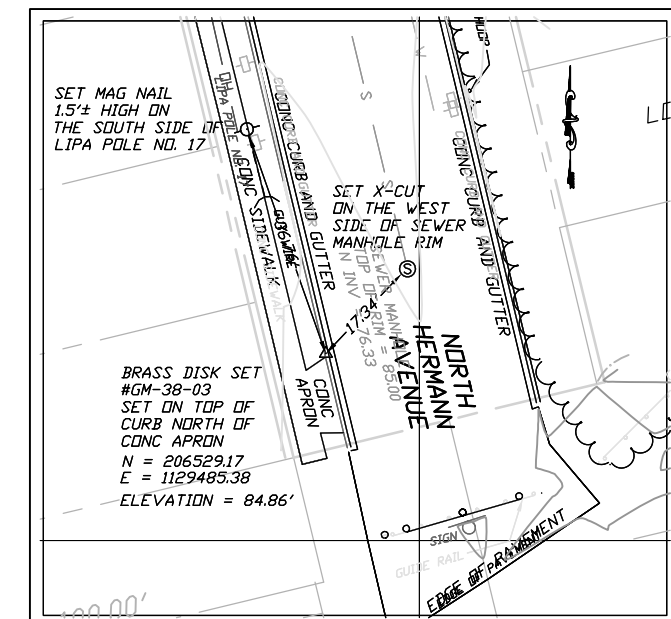 SET MAG NAIL
1.5'± HIGH ON
THE SOUTH SIDE OF
LIPA POLE NO. 17
LIPA POLE
CONC SIDEWALK
CONC CURB AND GUTTER
CONC CURB AND GUTTER
S
S
SET X-CUT
ON THE WEST
SIDE OF SEWER
MANHOLE RIM
S
SEWER MANHOLE
TOP OF RIM = 85.00
N INV 76.33
17.34
NORTH
HERMANN
AVENUE
BRASS DISK SET
#GM-38-03
SET ON TOP OF
CURB NORTH OF
CONC APRON
N = 206529.17
E = 1129485.38
ELEVATION = 84.86'
CONC
APRON
SIGN
GUIDE RAIL
EDGE OF PAVEMENT
100.00'